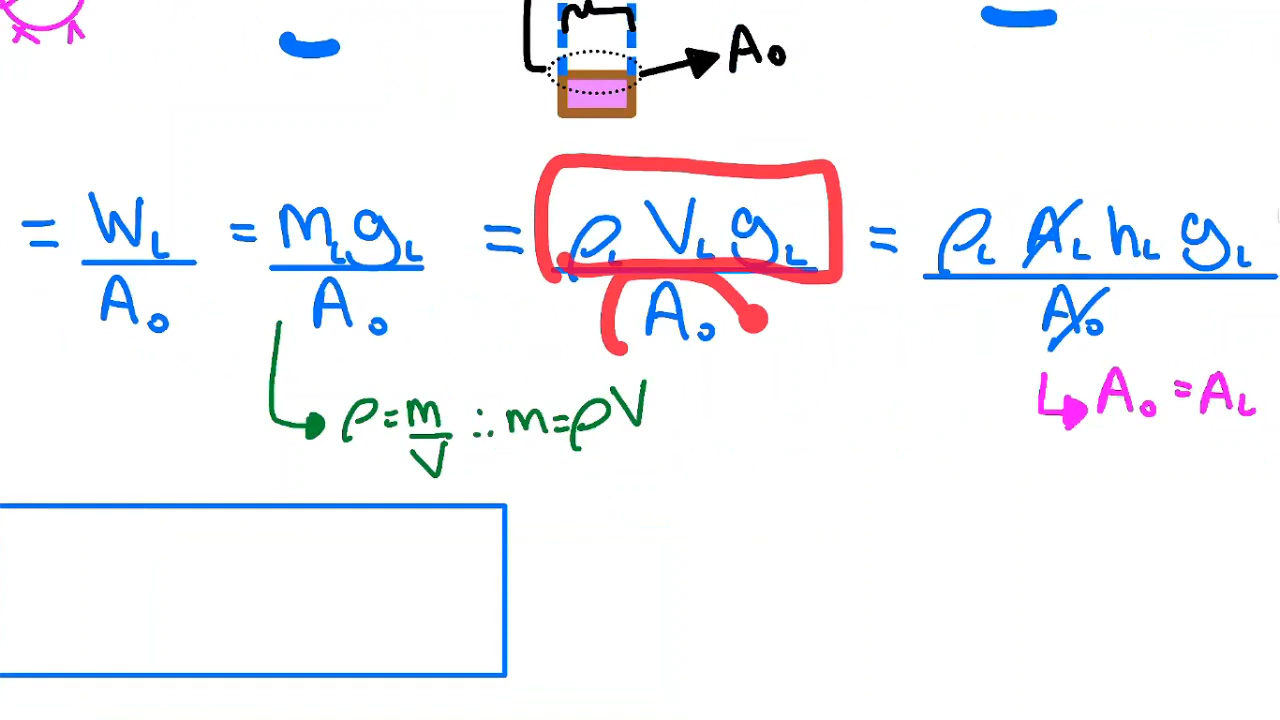 A₀
= W_L / A₀ = m_L g_L / A₀ = ρ_L V_L g_L / A₀ = ρ_L A_L h_L g_L / A₀
ρ = m / V ∴ m = ρV
A₀ = A_L